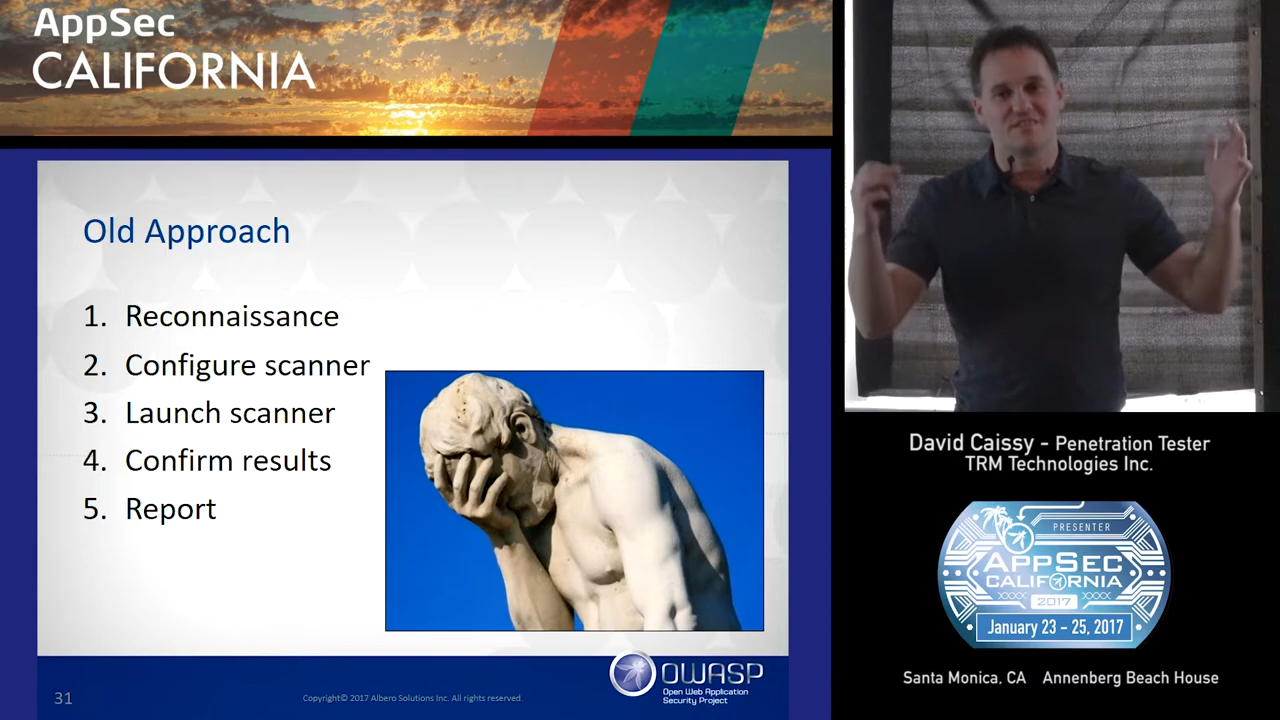 AppSec
CALIFORNIA
Old Approach
1. Reconnaissance
2. Configure scanner
3. Launch scanner
4. Confirm results
5. Report
31
Copyright© 2017 Albero Solutions Inc. All rights reserved.
OWASP
Open Web Application
Security Project
David Caissy - Penetration Tester
TRM Technologies Inc.
PRESENTER
APPSEC
CALIFORNIA
2017
January 23 - 25, 2017
Santa Monica, CA Annenberg Beach House